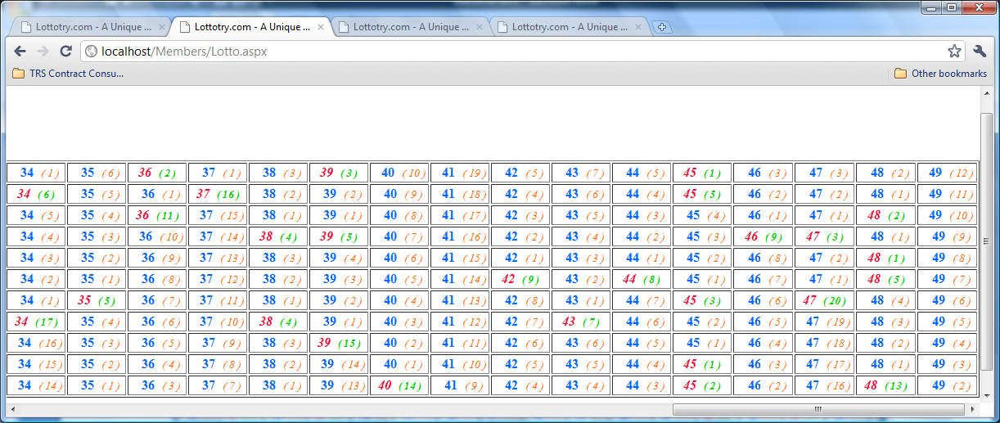 Lottotry.com - A Unique ... Lottotry.com - A Unique ... Lottotry.com - A Unique ... Lottotry.com - A Unique ...
localhost/Members/Lotto.aspx
TRS Contract Consu... Other bookmarks
34 (1) 35 (6) 36 (2) 37 (1) 38 (3) 39 (3) 40 (10) 41 (19) 42 (5) 43 (7) 44 (5) 45 (1) 46 (3) 47 (3) 48 (2) 49 (12)
34 (6) 35 (5) 36 (1) 37 (16) 38 (2) 39 (2) 40 (9) 41 (18) 42 (4) 43 (6) 44 (4) 45 (5) 46 (2) 47 (2) 48 (1) 49 (11)
34 (5) 35 (4) 36 (11) 37 (15) 38 (1) 39 (1) 40 (8) 41 (17) 42 (3) 43 (5) 44 (3) 45 (4) 46 (1) 47 (1) 48 (2) 49 (10)
34 (4) 35 (3) 36 (10) 37 (14) 38 (4) 39 (5) 40 (7) 41 (16) 42 (2) 43 (4) 44 (2) 45 (3) 46 (9) 47 (3) 48 (1) 49 (9)
34 (3) 35 (2) 36 (9) 37 (13) 38 (3) 39 (4) 40 (6) 41 (15) 42 (1) 43 (3) 44 (1) 45 (2) 46 (8) 47 (2) 48 (1) 49 (8)
34 (2) 35 (1) 36 (8) 37 (12) 38 (2) 39 (3) 40 (5) 41 (14) 42 (9) 43 (2) 44 (8) 45 (1) 46 (7) 47 (1) 48 (5) 49 (7)
34 (1) 35 (5) 36 (7) 37 (11) 38 (1) 39 (2) 40 (4) 41 (13) 42 (8) 43 (1) 44 (7) 45 (3) 46 (6) 47 (20) 48 (4) 49 (6)
34 (17) 35 (4) 36 (6) 37 (10) 38 (4) 39 (1) 40 (3) 41 (12) 42 (7) 43 (7) 44 (6) 45 (2) 46 (5) 47 (19) 48 (3) 49 (5)
34 (16) 35 (3) 36 (5) 37 (9) 38 (3) 39 (15) 40 (2) 41 (11) 42 (6) 43 (6) 44 (5) 45 (1) 46 (4) 47 (18) 48 (2) 49 (4)
34 (15) 35 (2) 36 (4) 37 (8) 38 (2) 39 (14) 40 (1) 41 (10) 42 (5) 43 (5) 44 (4) 45 (1) 46 (3) 47 (17) 48 (1) 49 (3)
34 (14) 35 (1) 36 (3) 37 (7) 38 (1) 39 (13) 40 (14) 41 (9) 42 (4) 43 (4) 44 (3) 45 (2) 46 (2) 47 (16) 48 (13) 49 (2)